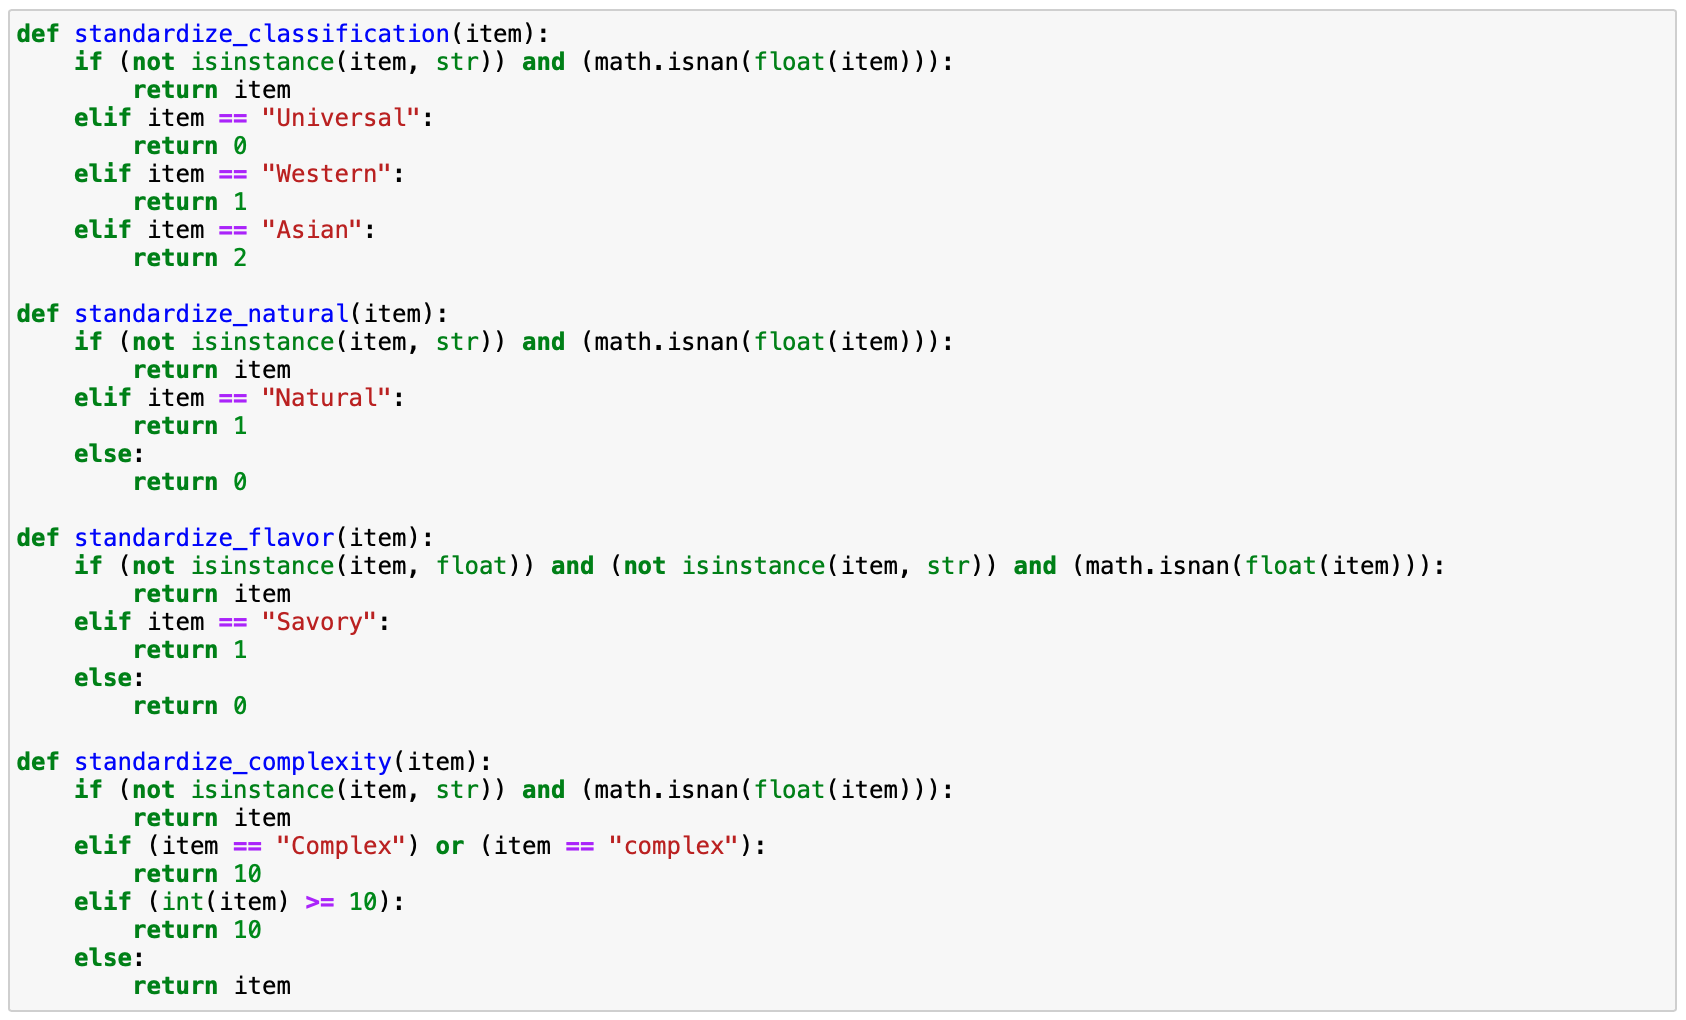 def standardize_classification(item):
    if (not isinstance(item, str)) and (math.isnan(float(item))):
        return item
    elif item == "Universal":
        return 0
    elif item == "Western":
        return 1
    elif item == "Asian":
        return 2

def standardize_natural(item):
    if (not isinstance(item, str)) and (math.isnan(float(item))):
        return item
    elif item == "Natural":
        return 1
    else:
        return 0

def standardize_flavor(item):
    if (not isinstance(item, float)) and (not isinstance(item, str)) and (math.isnan(float(item))):
        return item
    elif item == "Savory":
        return 1
    else:
        return 0

def standardize_complexity(item):
    if (not isinstance(item, str)) and (math.isnan(float(item))):
        return item
    elif (item == "Complex") or (item == "complex"):
        return 10
    elif (int(item) >= 10):
        return 10
    else:
        return item